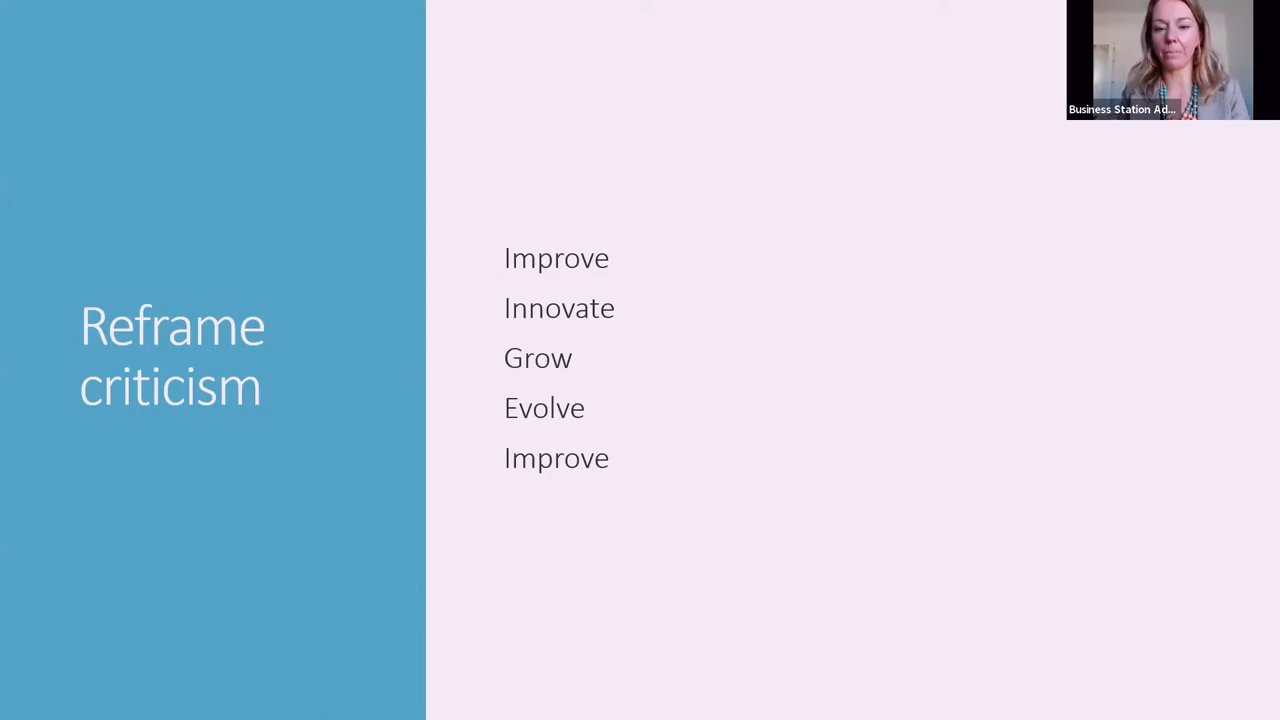 Business Station Ad...
Reframe
criticism
Improve
Innovate
Grow
Evolve
Improve